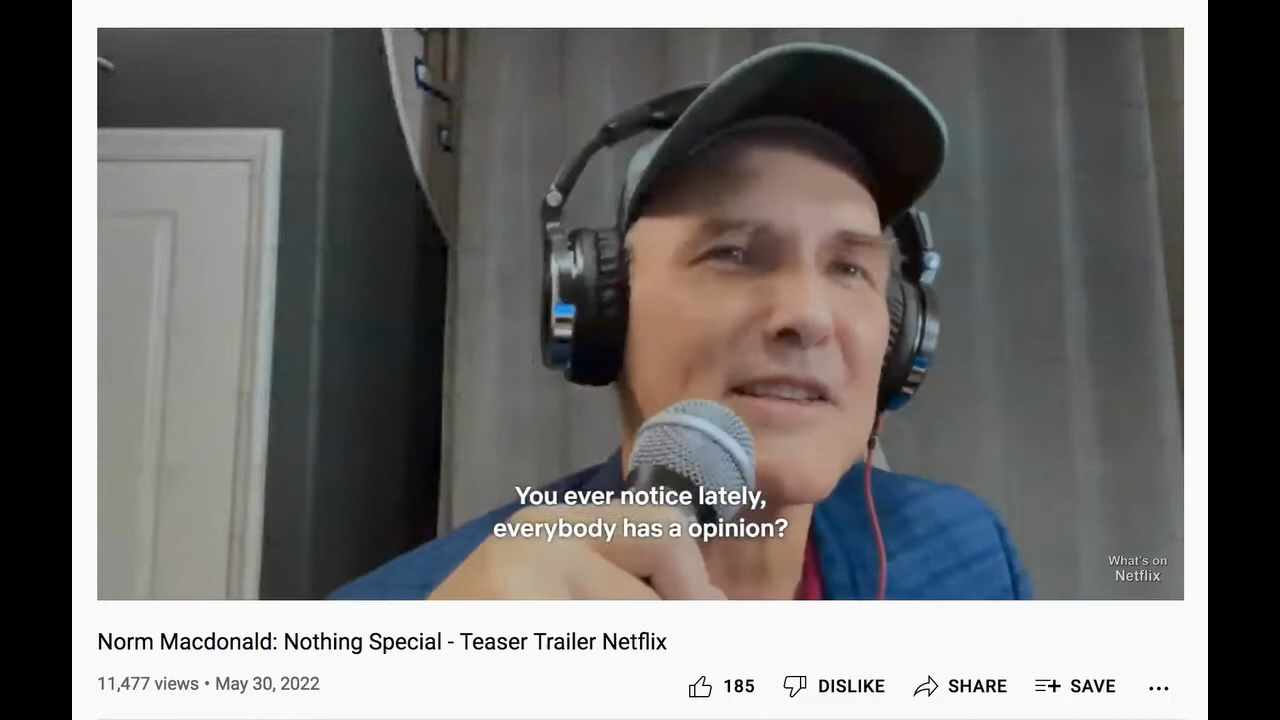 You ever notice lately,
everybody has a opinion?
What's on
Netflix
Norm Macdonald: Nothing Special - Teaser Trailer Netflix
11,477 views • May 30, 2022
185 DISLIKE SHARE SAVE ...